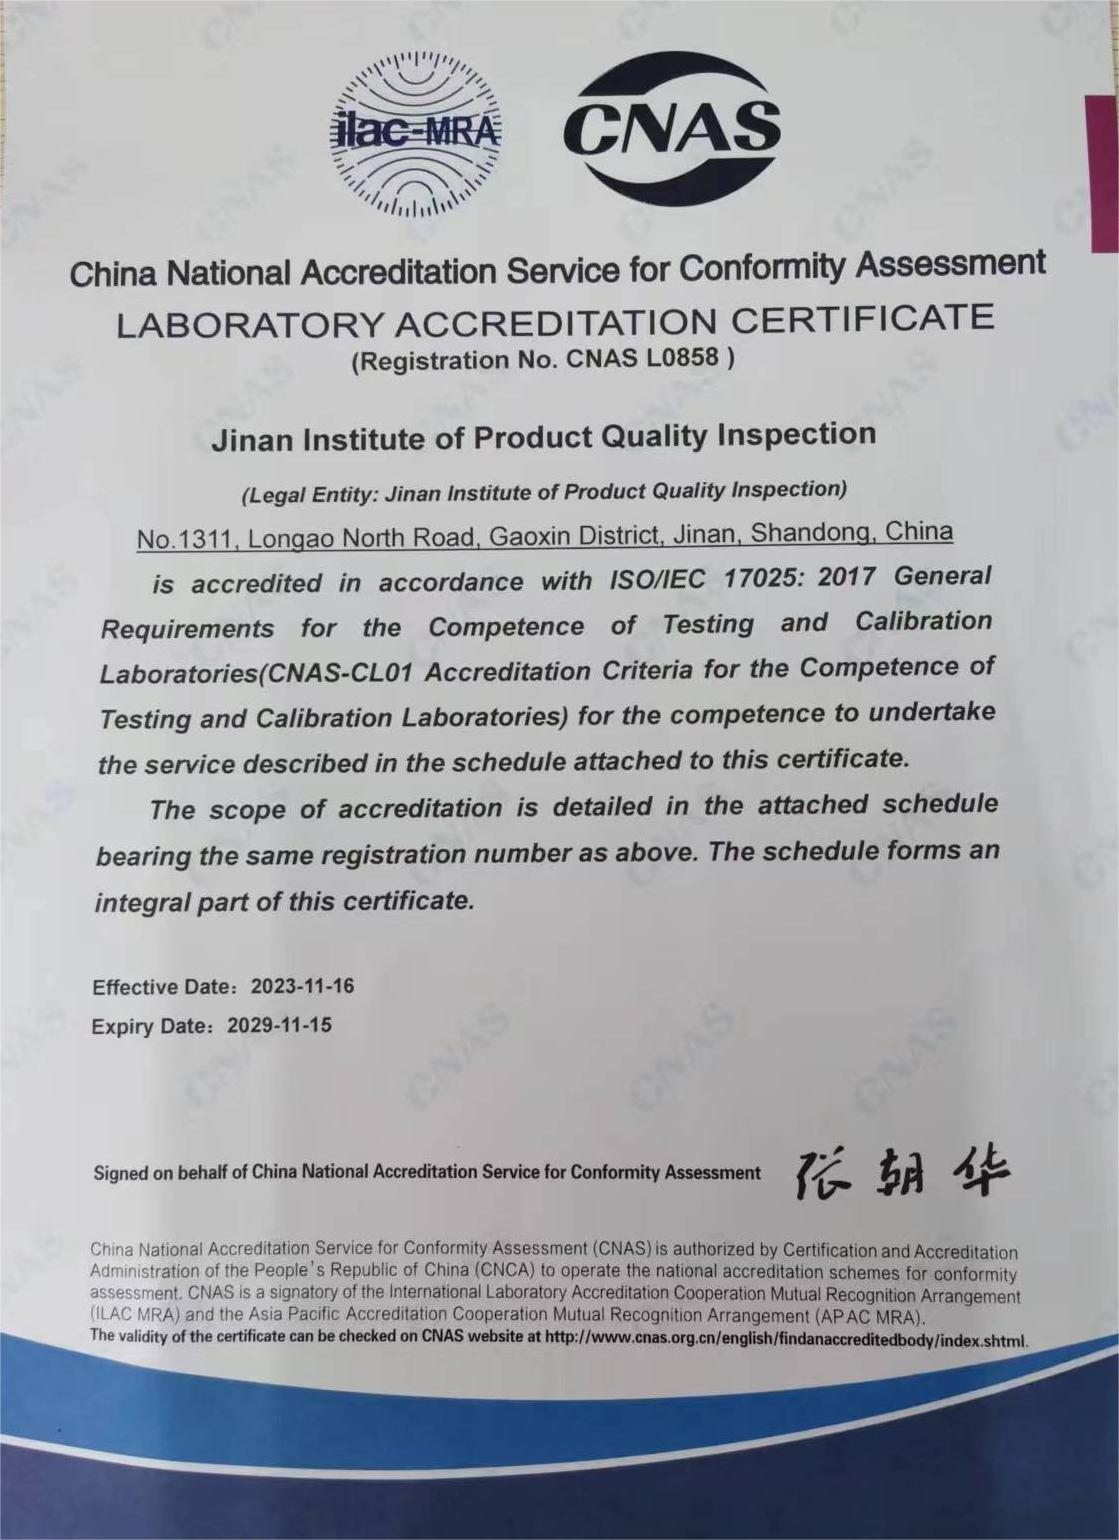 ilac-MRA
CNAS
China National Accreditation Service for Conformity Assessment
LABORATORY ACCREDITATION CERTIFICATE
(Registration No. CNAS L0858 )
Jinan Institute of Product Quality Inspection
(Legal Entity: Jinan Institute of Product Quality Inspection)
No.1311, Longao North Road, Gaoxin District, Jinan, Shandong, China
is accredited in accordance with ISO/IEC 17025: 2017 General
Requirements for the Competence of Testing and Calibration
Laboratories(CNAS-CL01 Accreditation Criteria for the Competence of
Testing and Calibration Laboratories) for the competence to undertake
the service described in the schedule attached to this certificate.
The scope of accreditation is detailed in the attached schedule
bearing the same registration number as above. The schedule forms an
integral part of this certificate.
Effective Date：2023-11-16
Expiry Date：2029-11-15
Signed on behalf of China National Accreditation Service for Conformity Assessment 张朝华
China National Accreditation Service for Conformity Assessment (CNAS) is authorized by Certification and Accreditation
Administration of the People's Republic of China (CNCA) to operate the national accreditation schemes for conformity
assessment. CNAS is a signatory of the International Laboratory Accreditation Cooperation Mutual Recognition Arrangement
(ILAC MRA) and the Asia Pacific Accreditation Cooperation Mutual Recognition Arrangement (APAC MRA).
The validity of the certificate can be checked on CNAS website at http://www.cnas.org.cn/english/findanaccreditedbody/index.shtml.